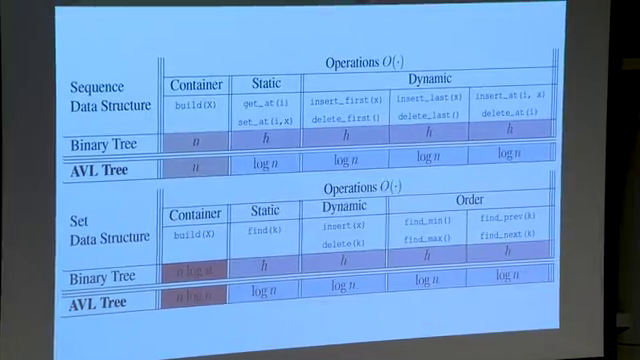 Operations O(·)
Sequence Data Structure Container Static Dynamic
build(X) get_at(i) set_at(i,x) insert_first(x) delete_first() insert_last(x) delete_last() insert_at(i, x) delete_at(i)
Binary Tree n h h h h
AVL Tree n log n log n log n log n
Operations O(·)
Set Data Structure Container Static Dynamic Order
build(X) find(k) insert(x) delete(k) find_min() find_max() find_prev(k) find_next(k)
Binary Tree n log n h h h h
AVL Tree n log n log n log n log n log n